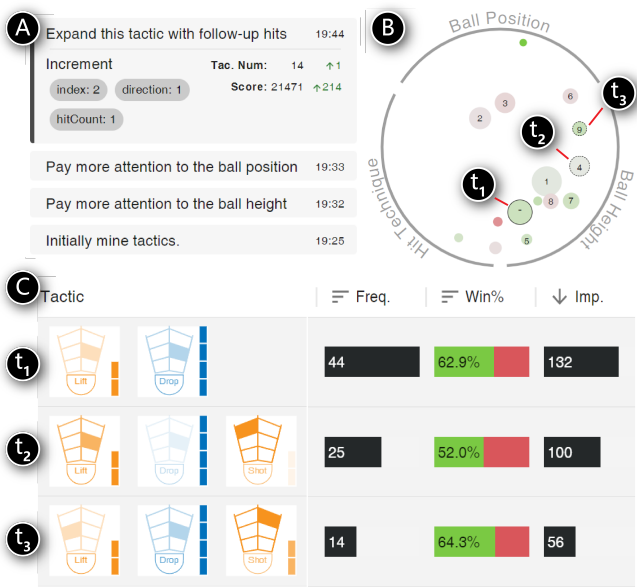 A
Expand this tactic with follow-up hits 19:44
Increment Tac. Num: 14 ↑1
index: 2 direction: 1 Score: 21471 ↑214
hitCount: 1
Pay more attention to the ball position 19:33
Pay more attention to the ball height 19:32
Initially mine tactics. 19:25
B
Ball Position
Hit Technique
Ball Height
6
3
2
9
t3
t2
4
1
t1
-
8
7
5
C
Tactic Freq. Win% Imp.
t1 Lift Drop 44 62.9% 132
t2 Lift Drop Shot 25 52.0% 100
t3 Lift Drop Shot 14 64.3% 56